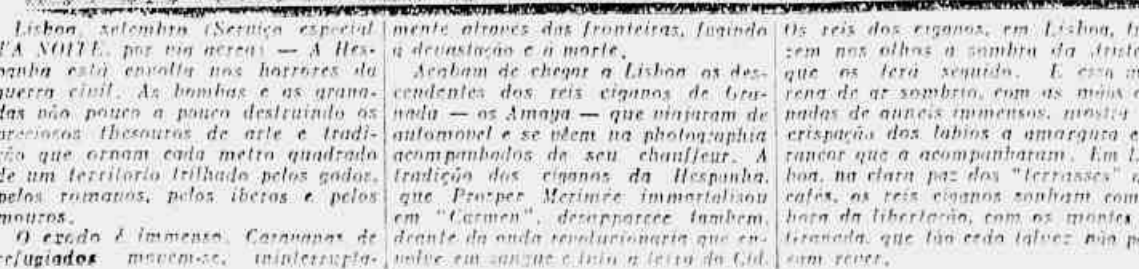 Lisboa, setembro (Serviço especial
d'A NOITE, por via aerea) — A Hes-
panha está envolta nos horrores da
guerra civil. As bombas e as grana-
das vão pouco a pouco destruindo os
preciosos thesouros de arte e tradi-
ção que ornam cada metro quadrado
de um territorio trilhado pelos godos,
pelos romanos, pelos iberos e pelos
mouros.
O exodo é immenso. Caravanas de
refugiados movem-se, ininterrupta-
mente atraves das fronteiras, fugindo
a devastação e á morte.
Acabam de chegar a Lisboa os des-
cendentes dos reis ciganos de Gra-
nada — os Amaya — que viajaram de
automovel e se vêem na photographia
acompanhados de seu chauffeur. A
tradição dos ciganos da Hespanha,
que Prosper Merimée immortalisou
em "Carmen", desapparece tambem,
deante da onda revolucionaria que en-
volve em sangue e luto a terra do Cid.
Os reis dos ciganos, em Lisboa, tra-
zem nos olhos a sombra da
que os terá seguido. E essa
rena de ar sombrio, com as mãos
nadas de anneis immensos, mostra
crispação dos labios a amargura e
rancor que a acompanharam. Em
boa, na clara paz dos "terrasses"
cafés, os reis ciganos sonham com
hora da libertação, com os montes
Granada, que tão cedo talvez não
sam rever.